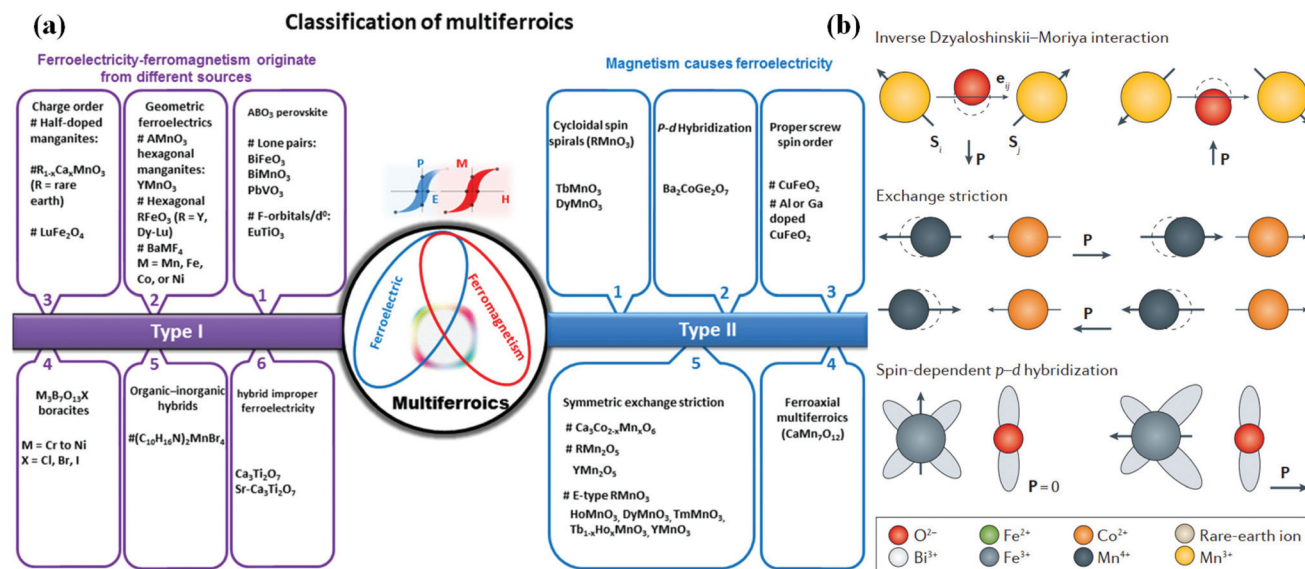 (a)
Classification of multiferroics
Ferroelectricity-ferromagnetism originate
from different sources
Magnetism causes ferroelectricity
Charge order
# Half-doped
manganites:
#R₁₋ₓCaₓMnO₃
(R = rare
earth)
# LuFe₂O₄
3
Geometric
ferroelectrics
# AMnO₃
hexagonal
manganites:
YMnO₃
# Hexagonal
RFeO₃ (R = Y,
Dy-Lu)
# BaMF₄
M = Mn, Fe,
Co, or Ni
2
ABO₃ perovskite
# Lone pairs:
BiFeO₃
BiMnO₃
PbVO₃
# F-orbitals/d⁰:
EuTiO₃
1
P
E
M
H
Cycloidal spin
spirals (RMnO₃)
TbMnO₃
DyMnO₃
1
P-d Hybridization
Ba₂CoGe₂O₇
2
Proper screw
spin order
# CuFeO₂
# Al or Ga
doped
CuFeO₂
3
Type I
Ferroelectric
Ferromagnetism
Multiferroics
Type II
4
M₃B₇O₁₃X
boracites
M = Cr to Ni
X = Cl, Br, I
5
Organic–inorganic
hybrids
#(C₁₀H₁₆N)₂MnBr₄
6
hybrid improper
ferroelectricity
Ca₃Ti₂O₇
Sr-Ca₃Ti₂O₇
5
Symmetric exchange striction
# Ca₃Co₂₋ₓMnₓO₆
# RMn₂O₅
YMn₂O₅
# E-type RMnO₃
HoMnO₃, DyMnO₃, TmMnO₃,
Tb₁₋ₓHoₓMnO₃, YMnO₃
4
Ferroaxial
multiferroics
(CaMn₇O₁₂)
(b)
Inverse Dzyaloshinskii–Moriya interaction
eᵢⱼ
Sᵢ
P
Sⱼ
P
Exchange striction
P
P
Spin-dependent p–d hybridization
P = 0
P
O²⁻ Fe²⁺ Co²⁺ Rare-earth ion
Bi³⁺ Fe³⁺ Mn⁴⁺ Mn³⁺